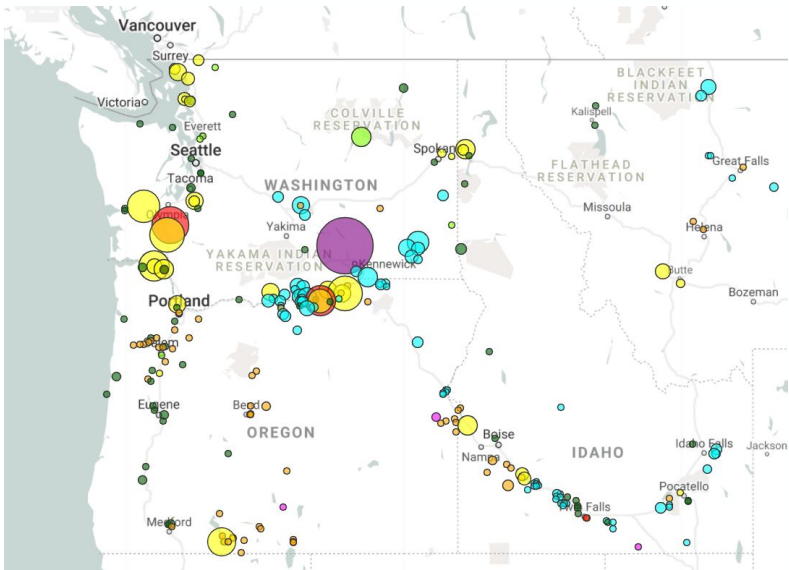 Vancouver
Surrey
BLACKFEET
INDIAN
RESERVATION
Victoria
Kalispell
COLVILLE
RESERVATION
Everett
Seattle
Spokan
Great Falls
FLATHEAD
RESERVATION
Tacoma
WASHINGTON
Missoula
Olympia
Yakima
Helena
YAKAMA INDIAN
RESERVATION
Kennewick
Butte
Bozeman
Portland
Salem
Eugene
Bend
OREGON
Boise
Nampa
IDAHO
Idaho Falls
Jackson
Pocatello
Twin Falls
Medford